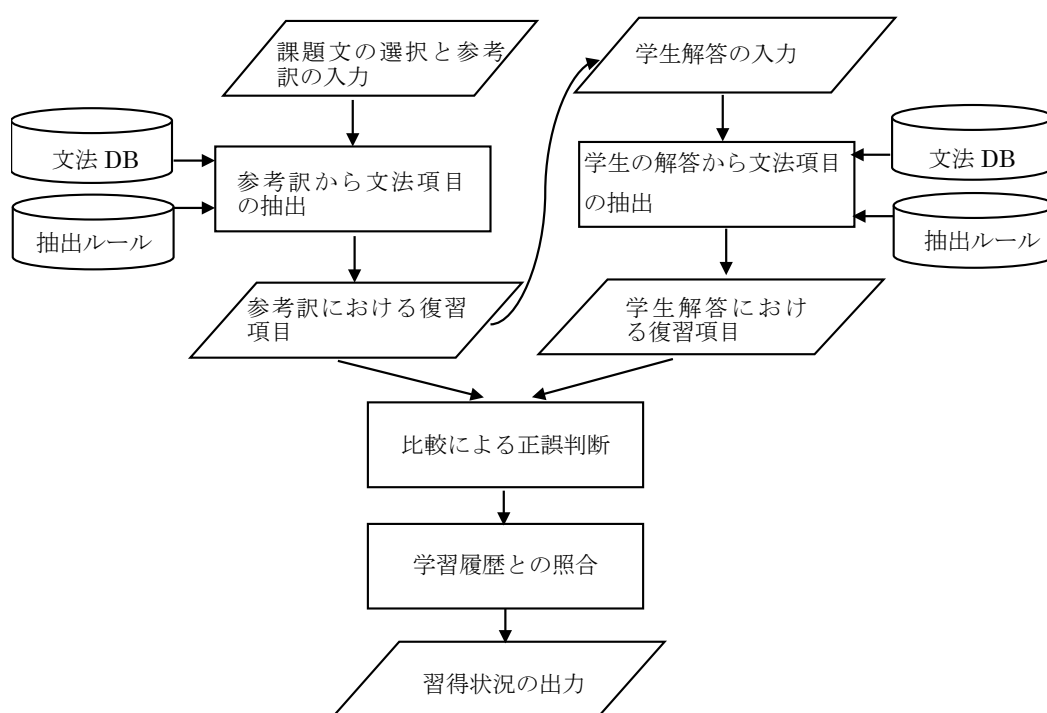 課題文の選択と参考
訳の入力
学生解答の入力
文法 DB
抽出ルール
参考訳から文法項目
の抽出
学生の解答から文法項目
の抽出
文法 DB
抽出ルール
参考訳における復習
項目
学生解答におけ
る復習項目
比較による正誤判断
学習履歴との照合
習得状況の出力